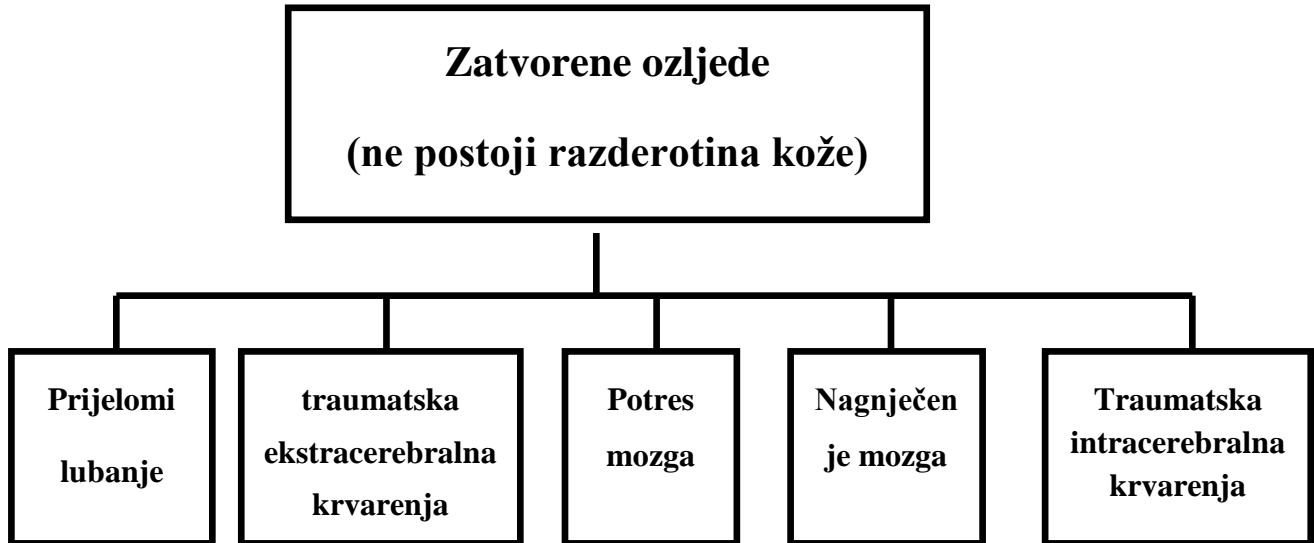 Zatvorene ozljede
(ne postoji razderotina kože)
Prijelomi
lubanje
traumatska
ekstracerebralna
krvarenja
Potres
mozga
Nagnječen
je mozga
Traumatska
intracerebralna
krvarenja